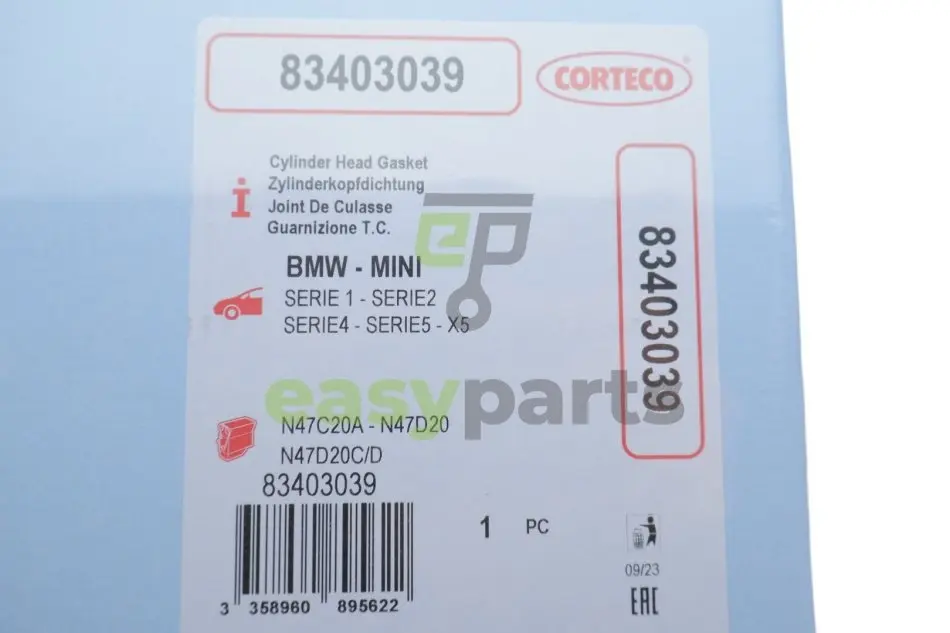 83403039
CORTECO
Cylinder Head Gasket
Zylinderkopfdichtung
Joint De Culasse
Guarnizione T.C.
BMW - MINI
SERIE 1 - SERIE2
SERIE4 - SERIE5 - X5
83403039
ep
easyparts
N47C20A - N47D20
N47D20C/D
83403039
3 358960 895622
1 PC
09/23
EAC